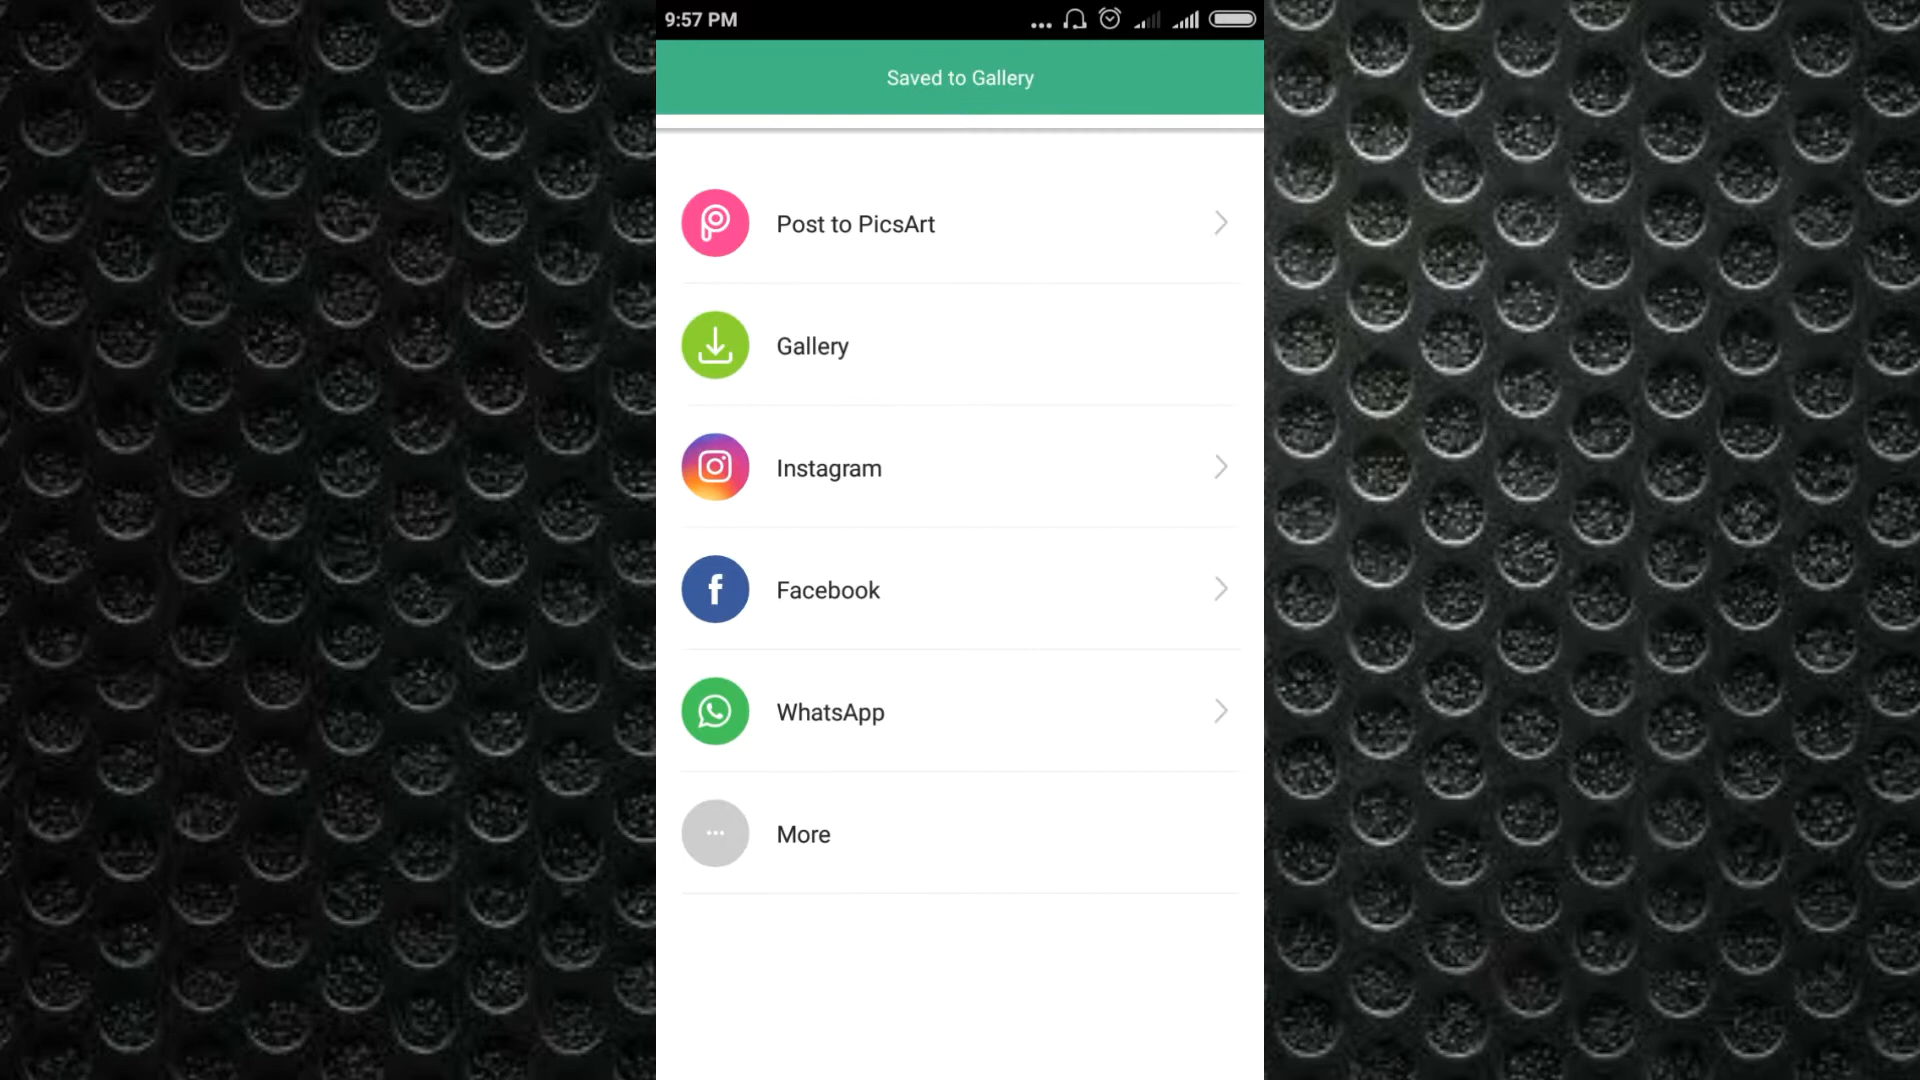 9:57 PM
Saved to Gallery
Post to PicsArt
Gallery
Instagram
Facebook
WhatsApp
More